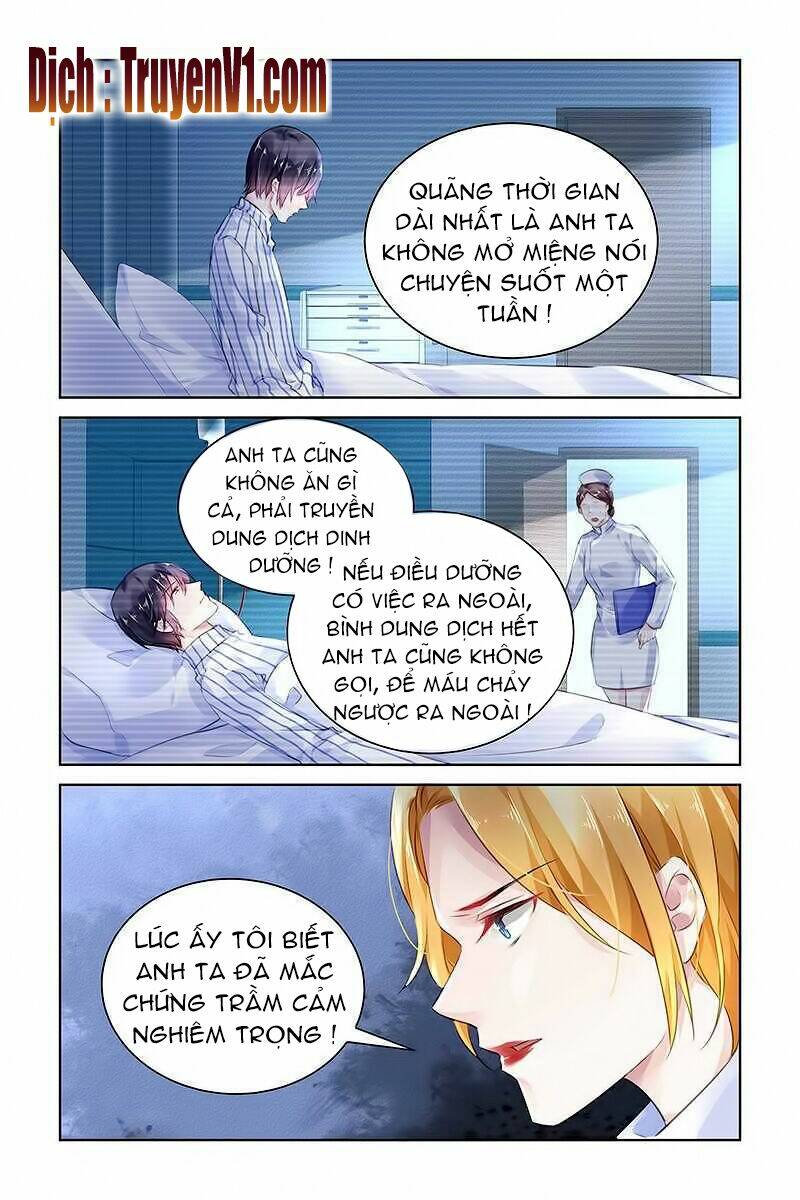 Dịch : TruyenV1.com
QUÃNG THỜI GIAN
DÀI NHẤT LÀ ANH TA
KHÔNG MỞ MIỆNG NÓI
CHUYỆN SUỐT MỘT
TUẦN !
ANH TA CŨNG
KHÔNG ĂN GÌ
CẢ, PHẢI TRUYỀN
DUNG DỊCH DINH
DƯỠNG !
NẾU ĐIỀU DƯỠNG
CÓ VIỆC RA NGOÀI,
BÌNH DUNG DỊCH HẾT
ANH TA CŨNG KHÔNG
GỌI, ĐỂ MÁU CHẢY
NGƯỢC RA NGOÀI !
LÚC ẤY TÔI BIẾT
ANH TA ĐÃ MẮC
CHỨNG TRẦM CẢM
NGHIÊM TRỌNG !